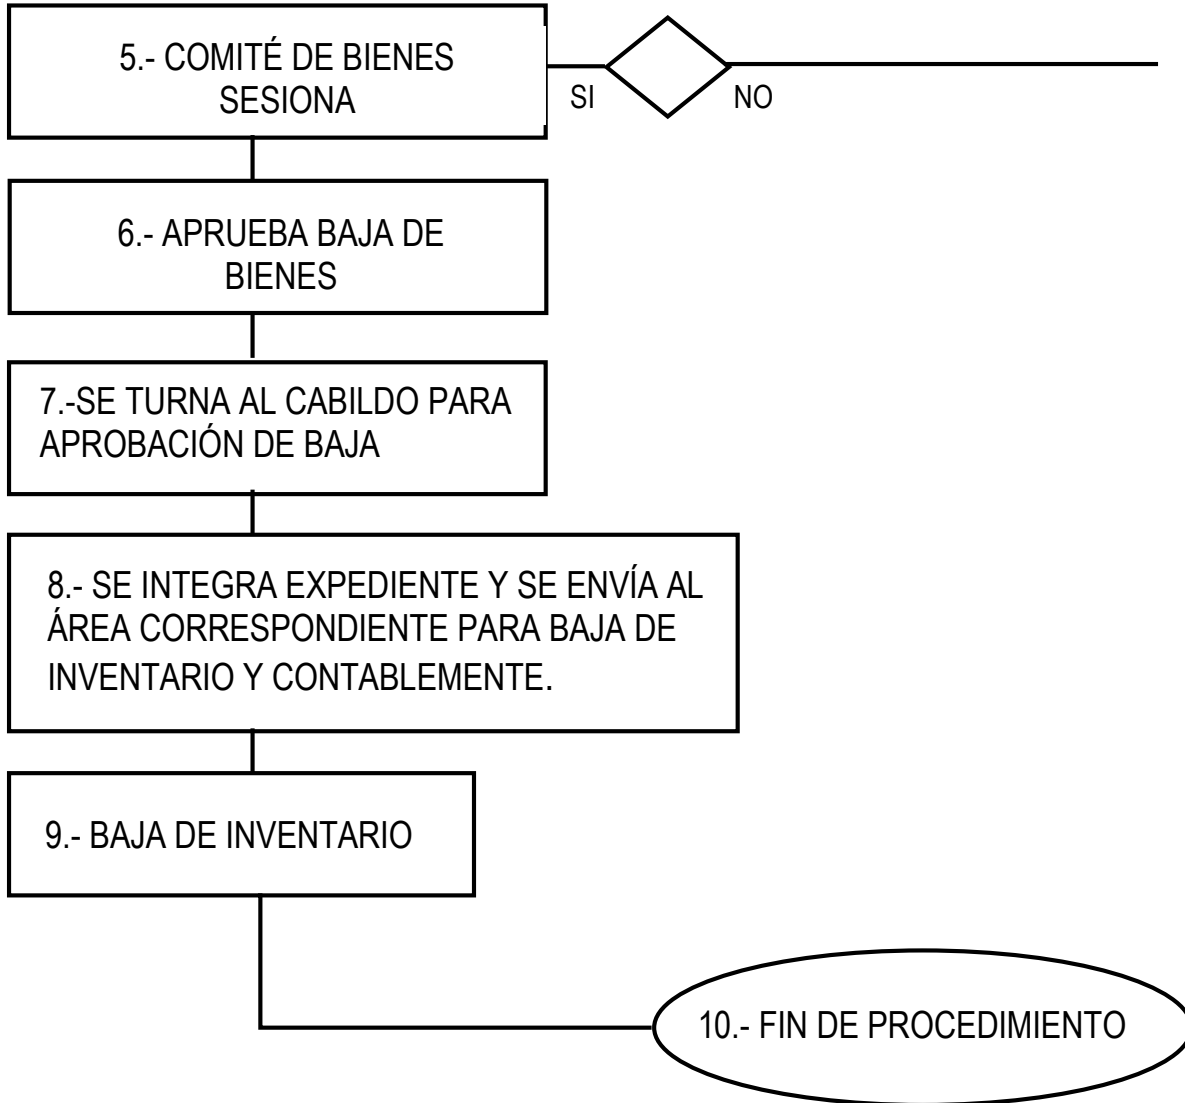 5.- COMITÉ DE BIENES
SESIONA
SI
NO
6.- APRUEBA BAJA DE
BIENES
7.-SE TURNA AL CABILDO PARA
APROBACIÓN DE BAJA
8.- SE INTEGRA EXPEDIENTE Y SE ENVÍA AL
ÁREA CORRESPONDIENTE PARA BAJA DE
INVENTARIO Y CONTABLEMENTE.
9.- BAJA DE INVENTARIO
10.- FIN DE PROCEDIMIENTO